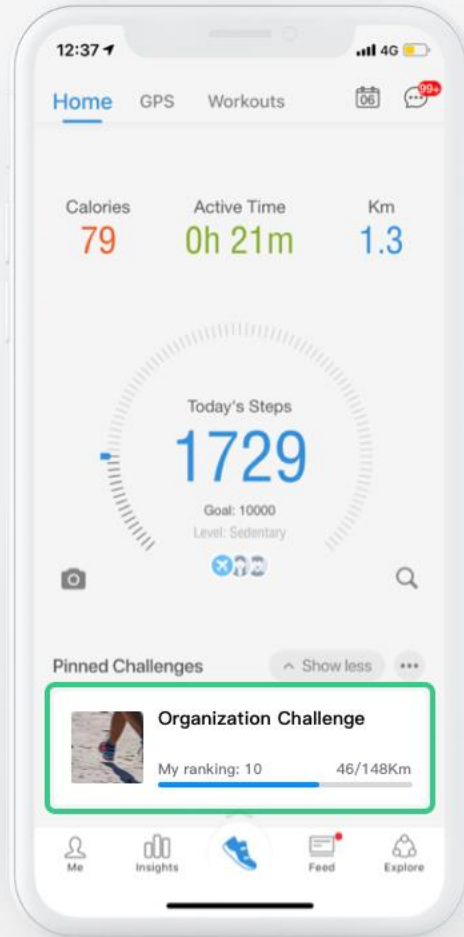 12:37 4G
Home GPS Workouts 06 99+
Calories Active Time Km
79 0h 21m 1.3
Today's Steps
1729
Goal: 10000
Level: Sedentary
Pinned Challenges Show less
Organization Challenge
My ranking: 10 46/148Km
Me Insights Feed Explore